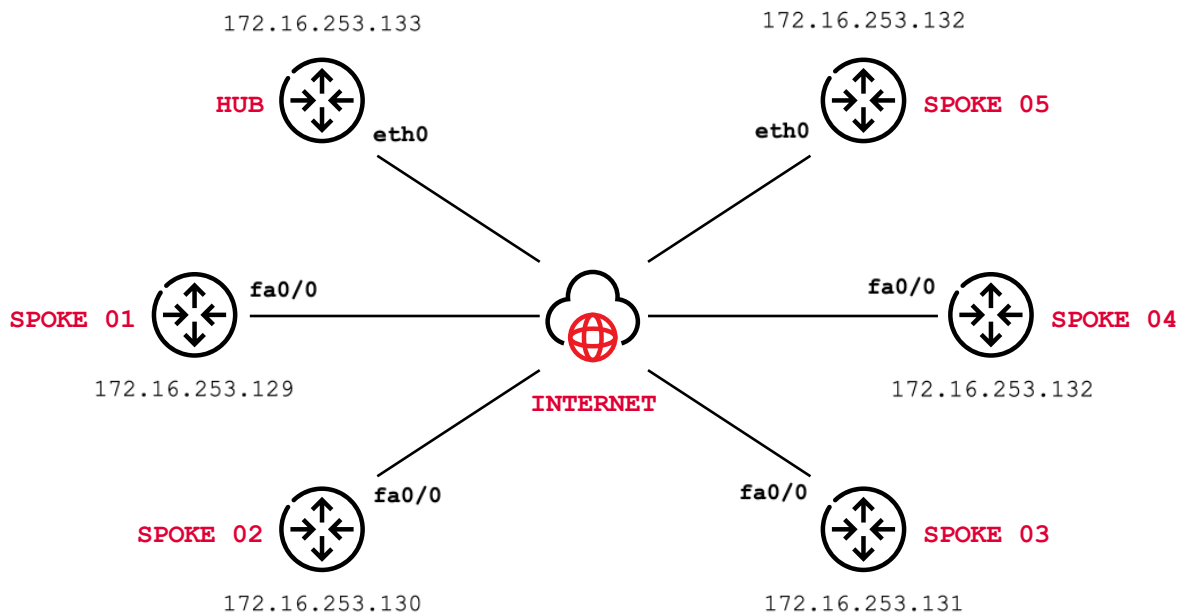 172.16.253.133
172.16.253.132
HUB
SPOKE 05
eth0
eth0
fa0/0
fa0/0
SPOKE 01
SPOKE 04
172.16.253.129
172.16.253.132
INTERNET
fa0/0
fa0/0
SPOKE 02
SPOKE 03
172.16.253.130
172.16.253.131